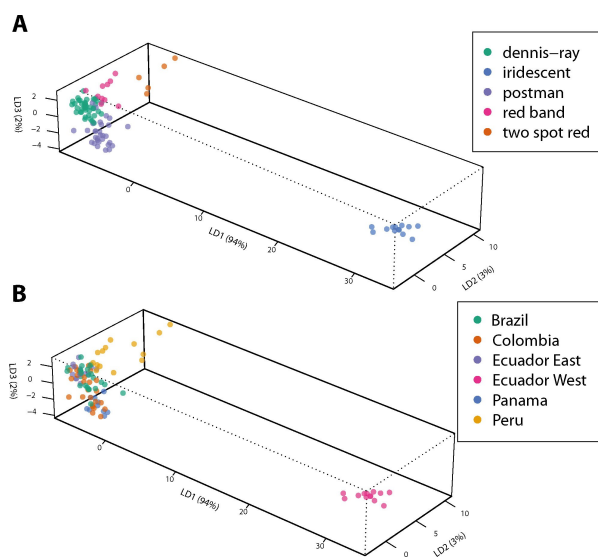 A
dennis−ray
iridescent
postman
red band
two spot red
LD3 (2%)
2
0
−2
−4
0
10
20
30
LD1 (94%)
0
5
10
LD2 (3%)
B
Brazil
Colombia
Ecuador East
Ecuador West
Panama
Peru
LD3 (2%)
2
0
−2
−4
0
10
20
30
LD1 (94%)
0
5
10
LD2 (3%)